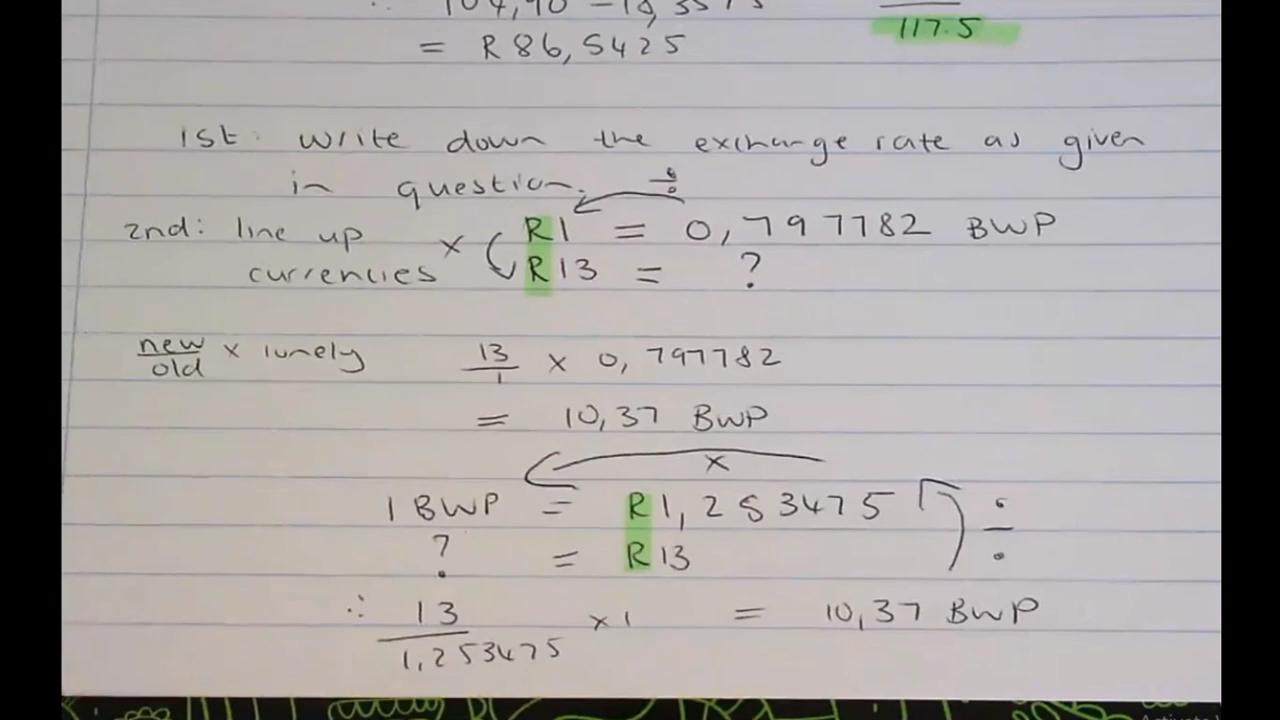 117.5
= R86,5425
1st: Write down the exchange rate as given
in question.
÷
2nd: line up × R1 = 0,797782 BWP
currencies R13 = ?
new/old × lonely 13/1 × 0,797782
= 10,37 BWP
×
1 BWP = R1,253475 ÷
? = R13
∴ 13/1,253475 × 1 = 10,37 BWP